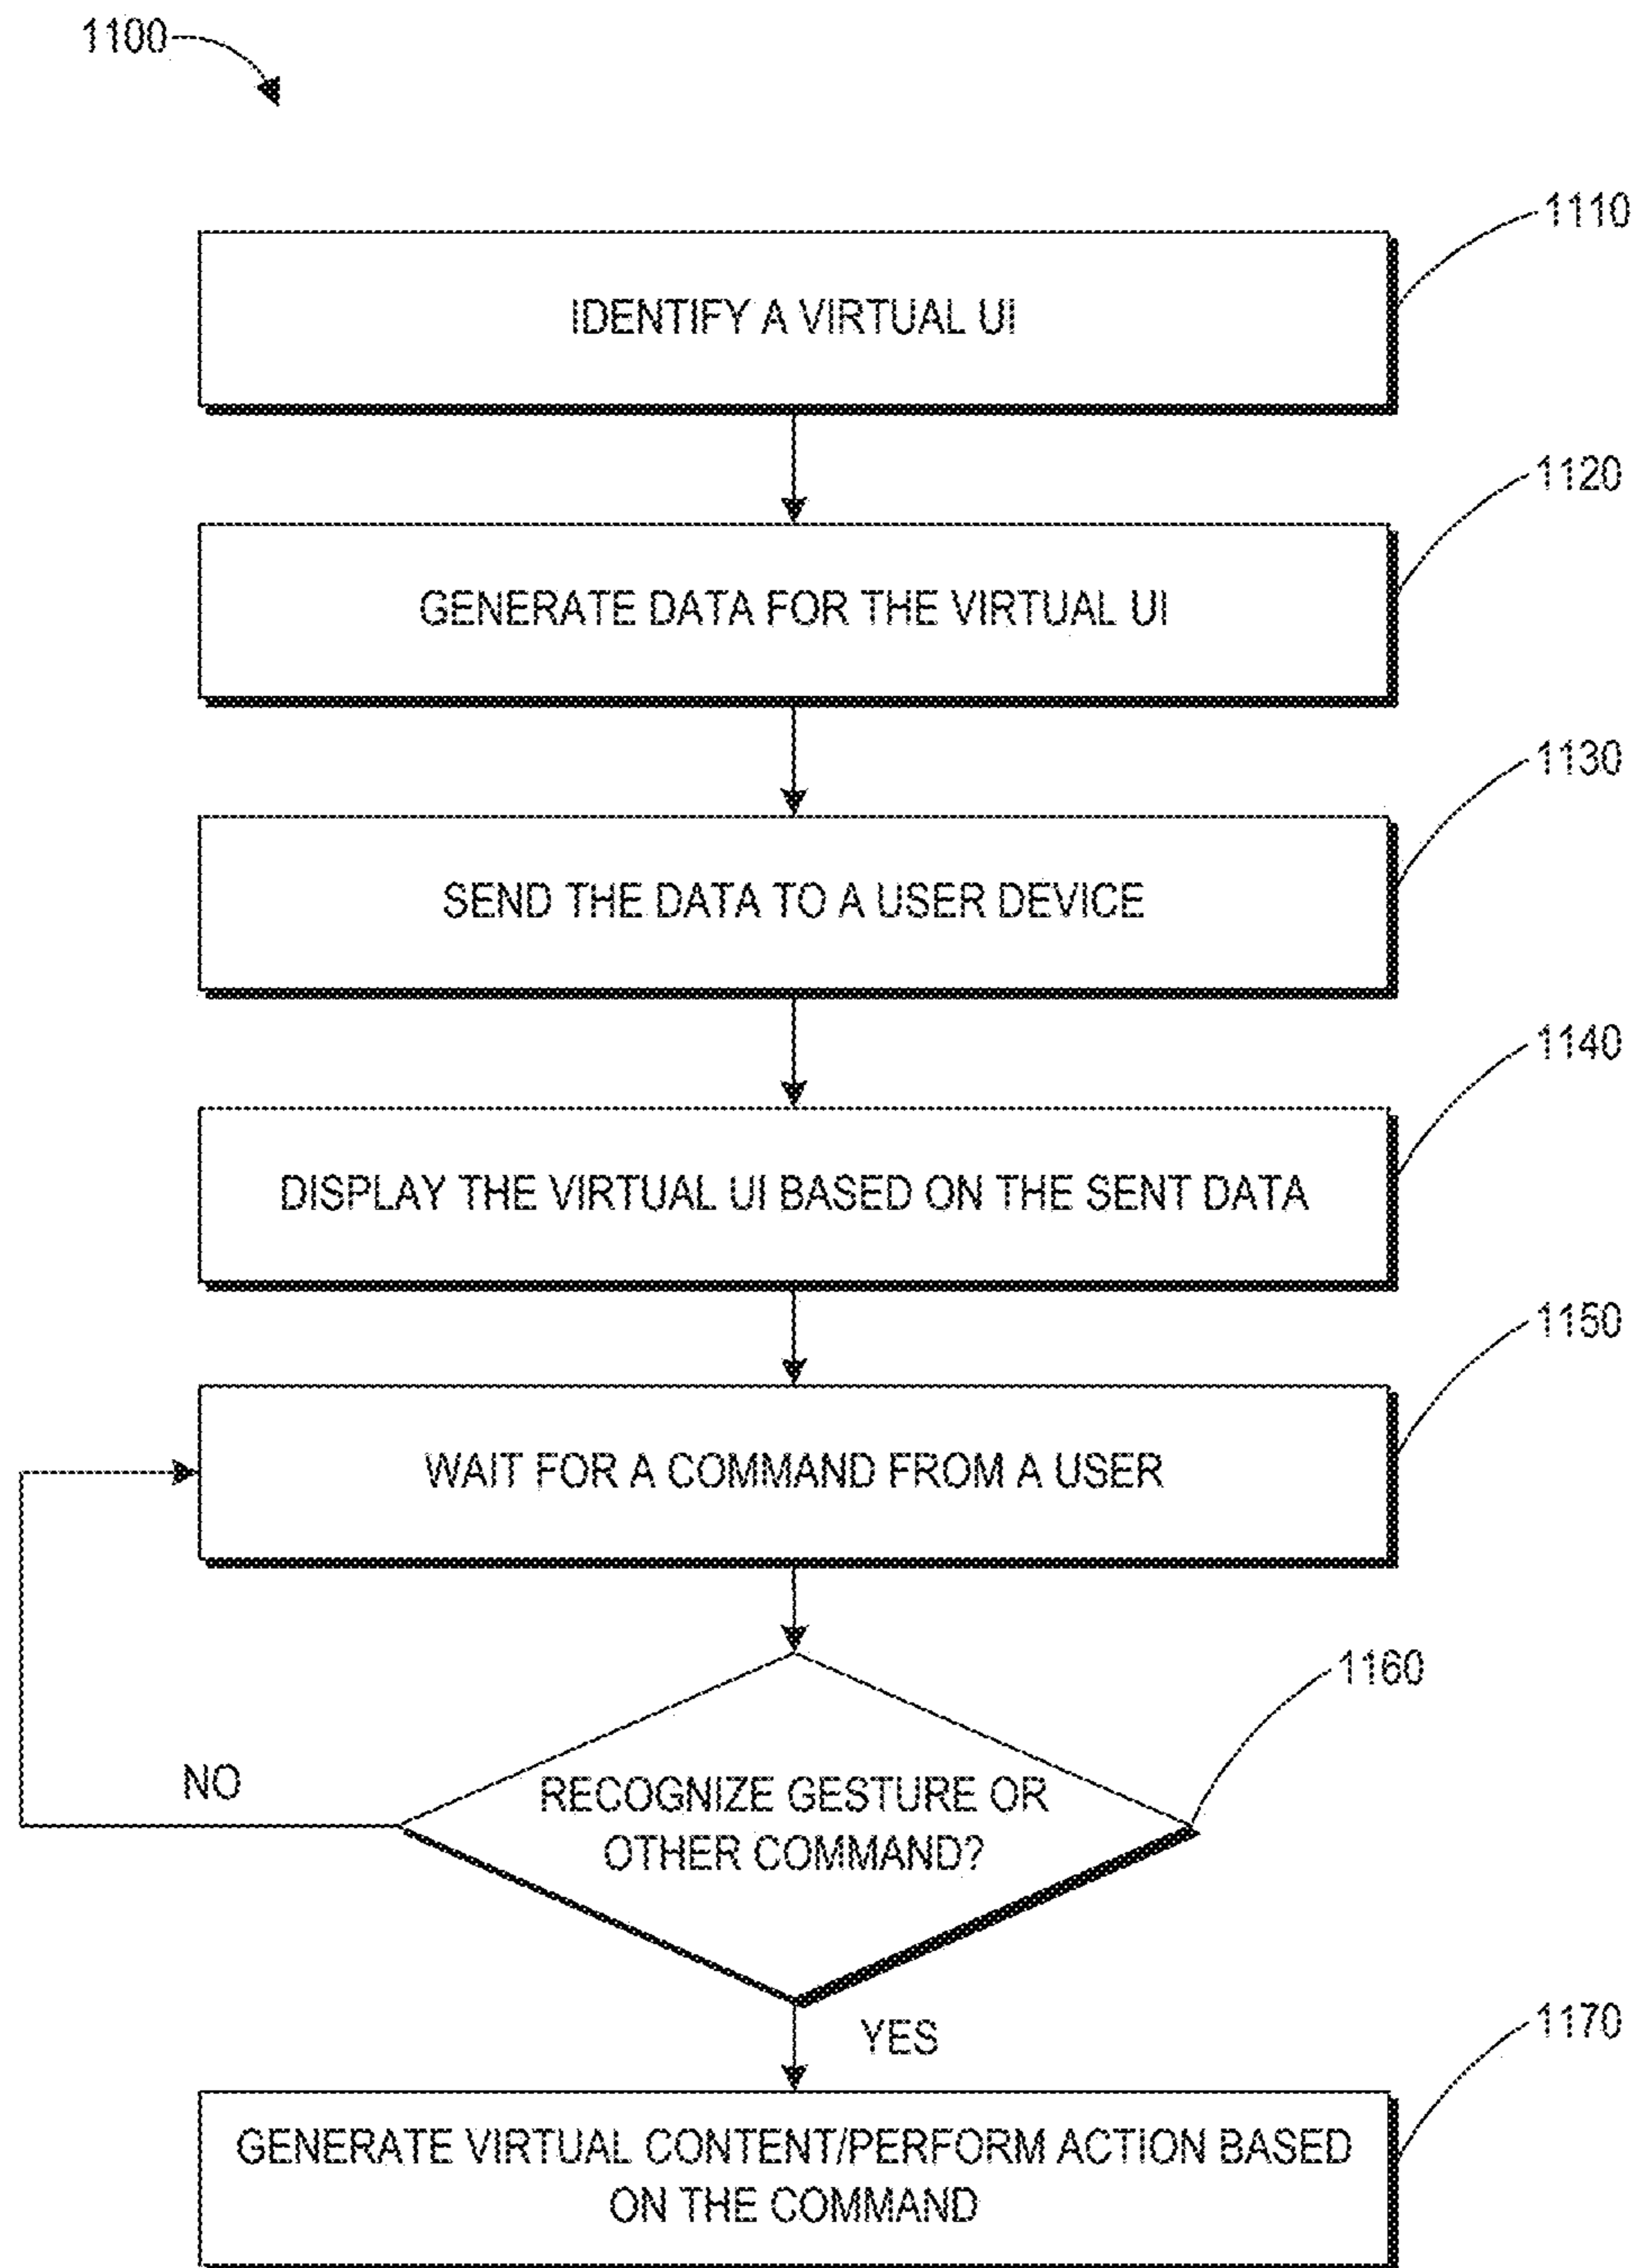 1100
1110
IDENTIFY A VIRTUAL UI
1120
GENERATE DATA FOR THE VIRTUAL UI
1130
SEND THE DATA TO A USER DEVICE
1140
DISPLAY THE VIRTUAL UI BASED ON THE SENT DATA
1150
WAIT FOR A COMMAND FROM A USER
1160
NO
RECOGNIZE GESTURE OR
OTHER COMMAND?
YES
1170
GENERATE VIRTUAL CONTENT/PERFORM ACTION BASED
ON THE COMMAND